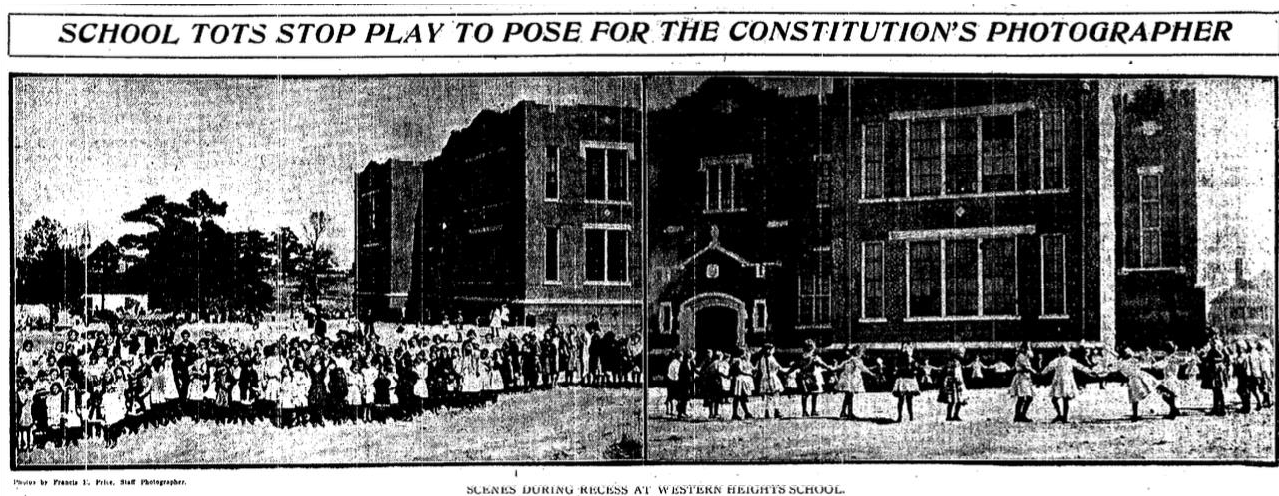 SCHOOL TOTS STOP PLAY TO POSE FOR THE CONSTITUTION'S PHOTOGRAPHER
Photos by Francis E. Price, Staff Photographer.
SCENES DURING RECESS AT WESTERN HEIGHTS SCHOOL.